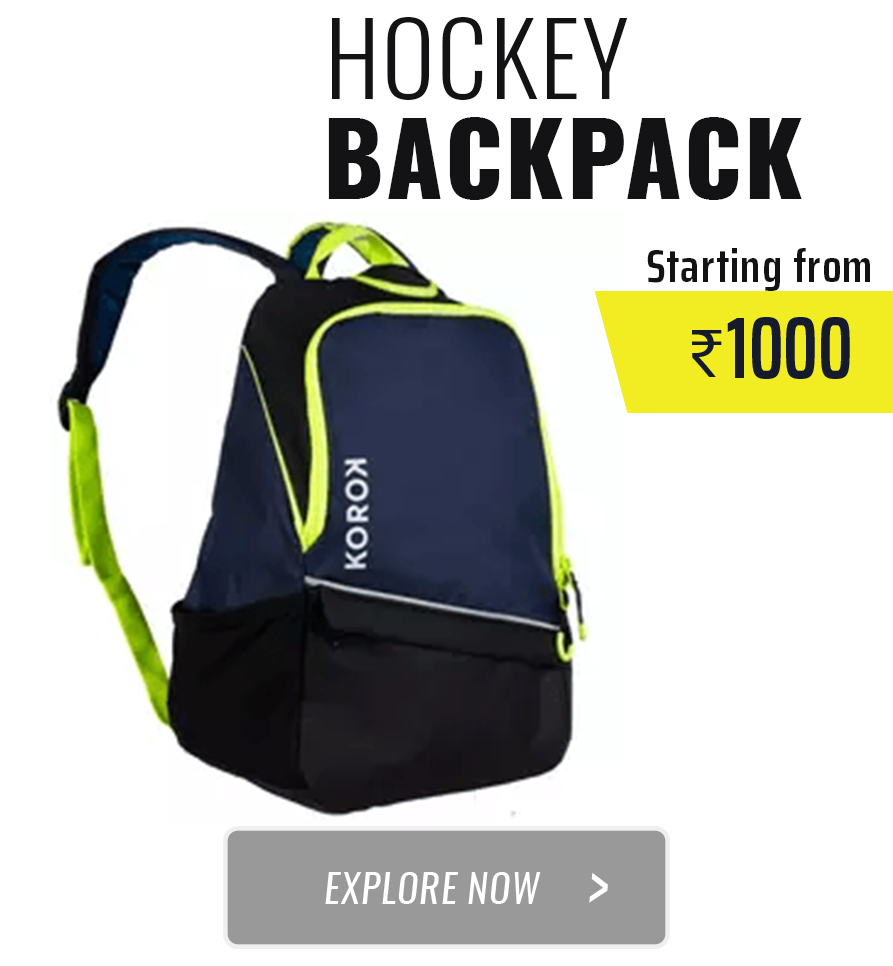 HOCKEY
BACKPACK
Starting from
₹1000
KOROK
EXPLORE NOW >